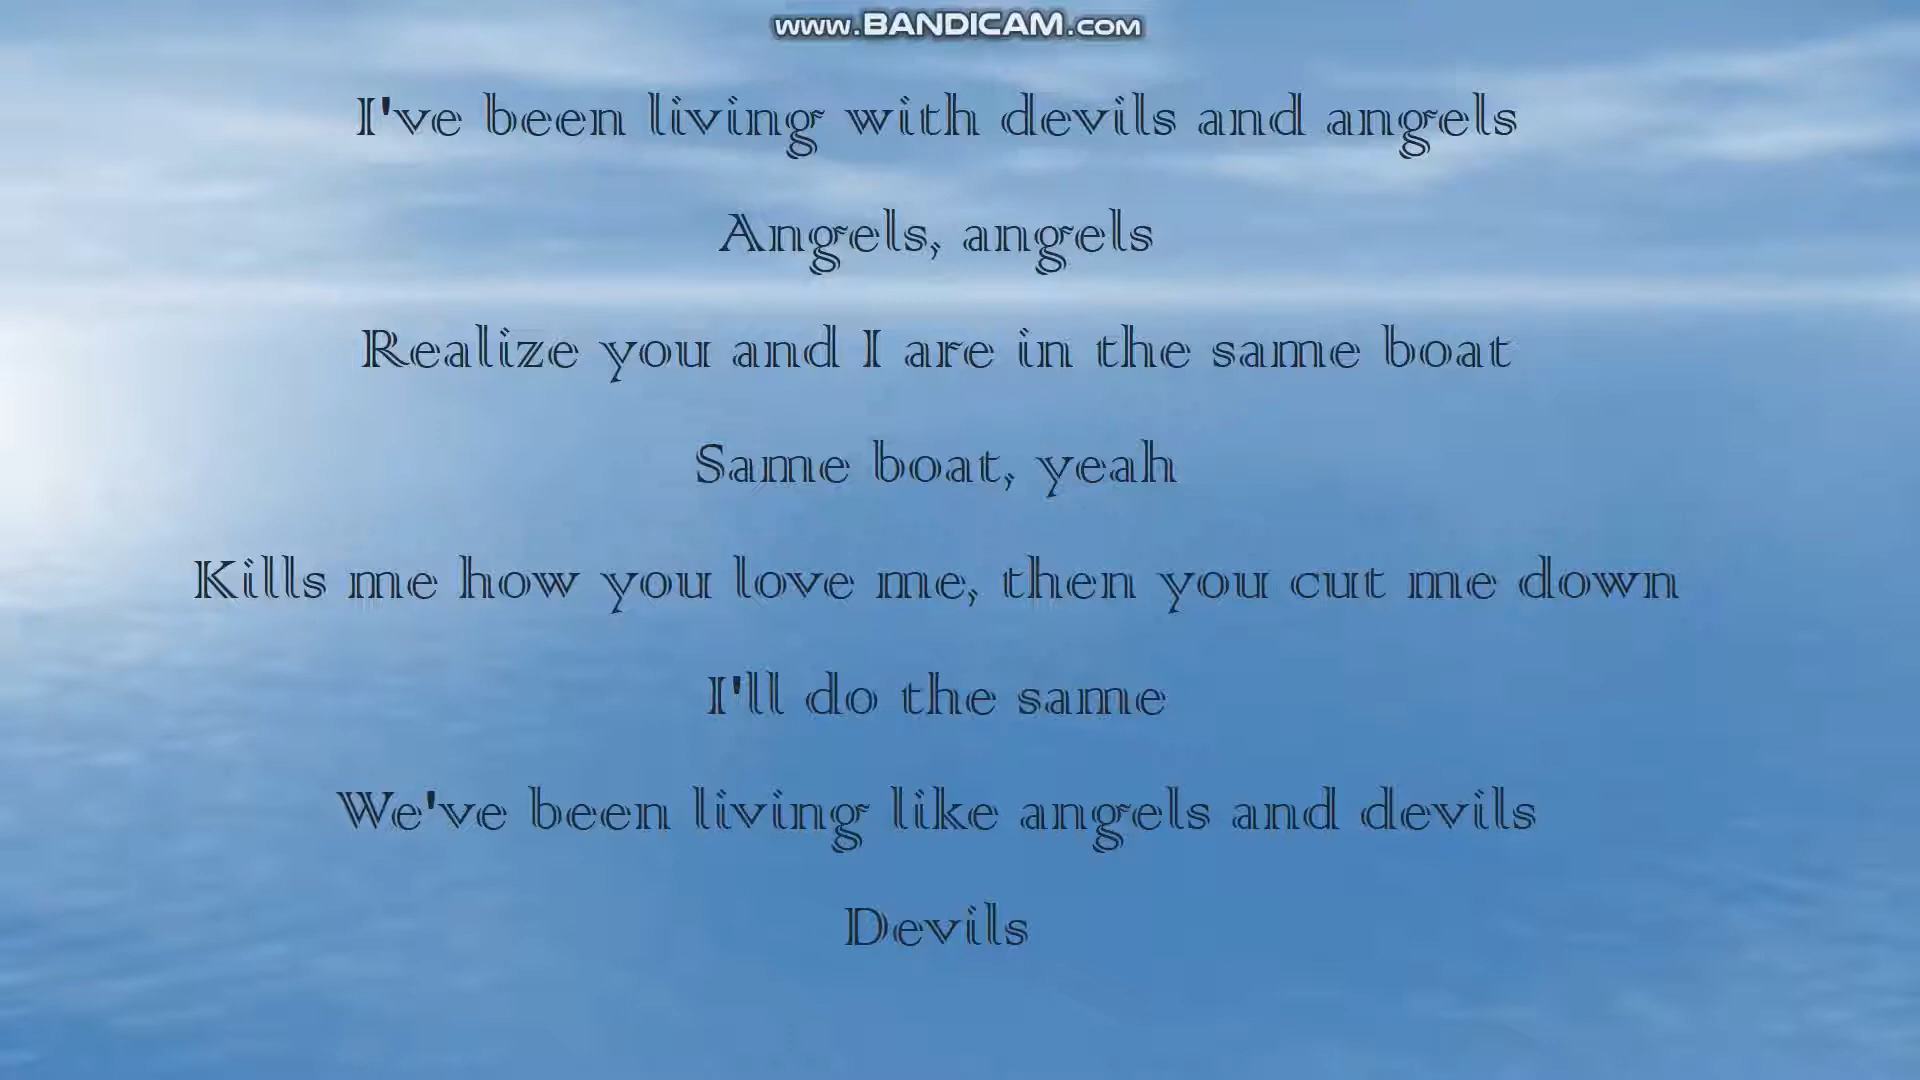 www.BANDICAM.com
I've been living with devils and angels
Angels, angels
Realize you and I are in the same boat
Same boat, yeah
Kills me how you love me, then you cut me down
I'll do the same
We've been living like angels and devils
Devils